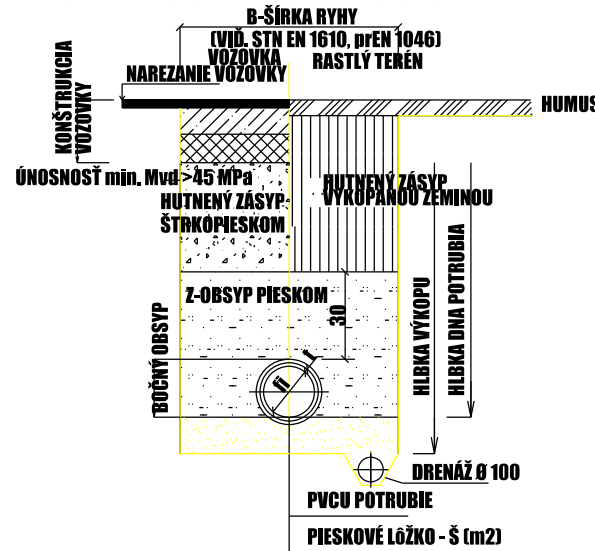 B-ŠÍRKA RYHY
(VIĎ. STN EN 1610, prEN 1046)
VOZOVKA
RASTLÝ TERÉN
NAREZANIE VOZOVKY
HUMUS
KONŠTRUKCIA
VOZOVKY
ÚNOSNOSŤ min. Mvd >45 MPa
HUTNENÝ ZÁSYP
ŠTRKOPIESKOM
HUTNENÝ ZÁSYP
VYKOPANOU ZEMINOU
Z-OBSYP PIESKOM
30
BOČNÝ OBSYP
fi
t
HLBKA VÝKOPU
HLBKA DNA POTRUBIA
DRENÁŽ Ø 100
PVCU POTRUBIE
PIESKOVÉ LôŽKO - Š (m2)